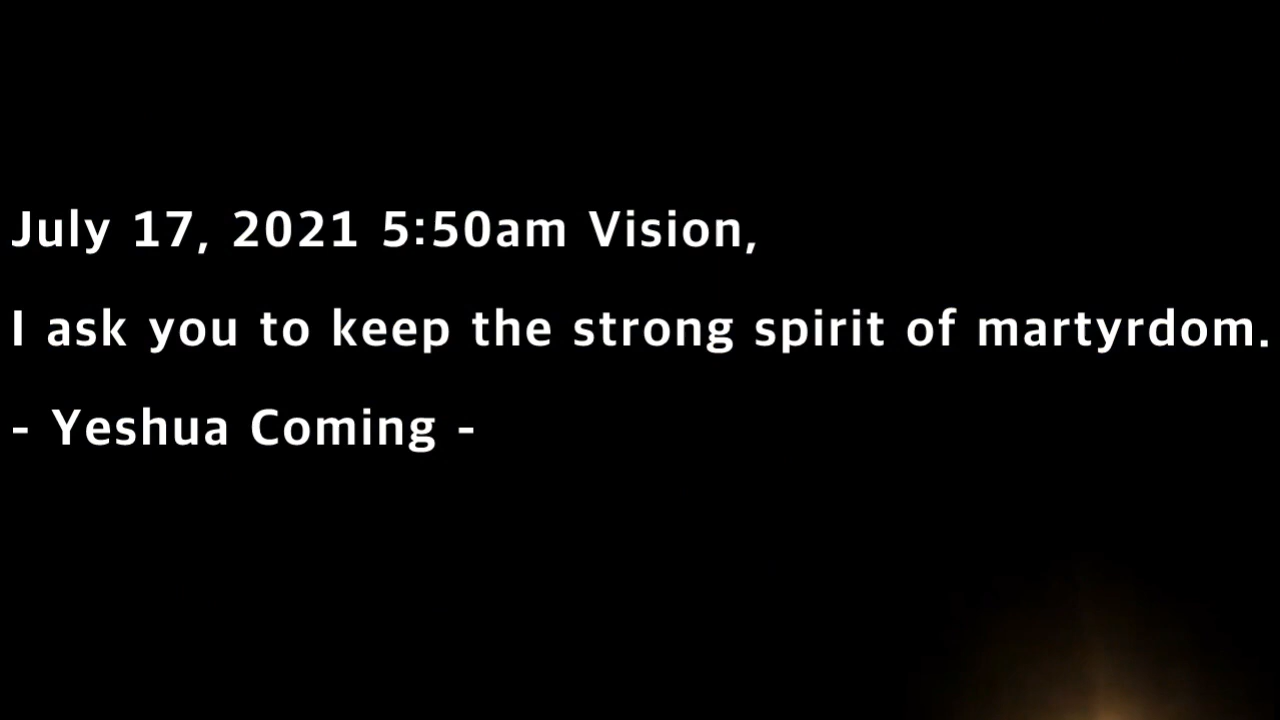 July 17, 2021 5:50am Vision,
I ask you to keep the strong spirit of martyrdom.
- Yeshua Coming -